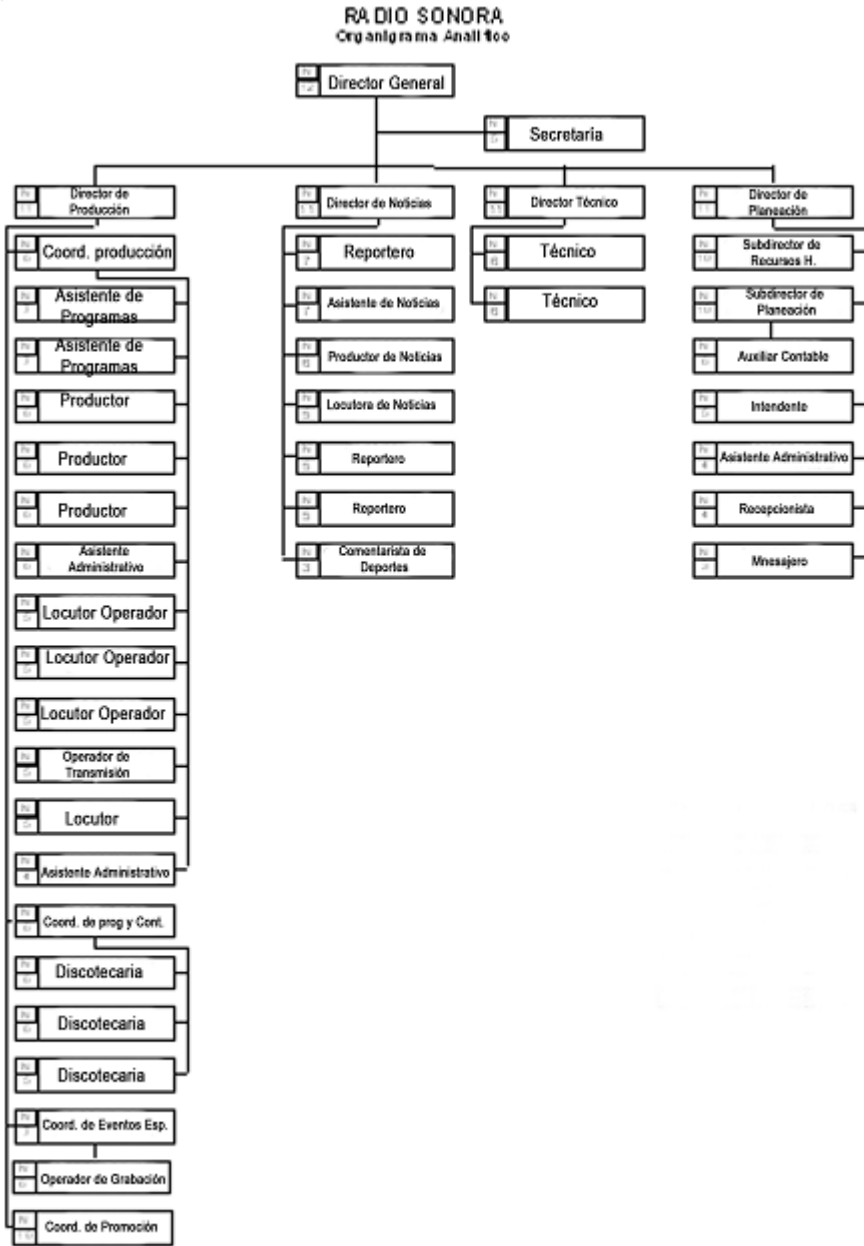 RADIO SONORA
Organigrama Analitico
Director General
Secretaria
Director de
Producción
Coord. producción
Asistente de
Programas
Asistente de
Programas
Productor
Productor
Productor
Asistente
Administrativo
Locutor Operador
Locutor Operador
Locutor Operador
Operador de
Transmisión
Locutor
Asistente Administrativo
Coord. de prog y Cont.
Discotecaria
Discotecaria
Discotecaria
Coord. de Eventos Esp.
Operador de Grabación
Coord. de Promoción
Director de Noticias
Reportero
Asistente de Noticias
Productor de Noticias
Locutora de Noticias
Reportero
Reportero
Comentarista de
Deportes
Director Técnico
Técnico
Técnico
Director de
Planeación
Subdirector de
Recursos H.
Subdirector de
Planeación
Auxiliar Contable
Intendente
Asistente Administrativo
Recepcionista
Mnesajero